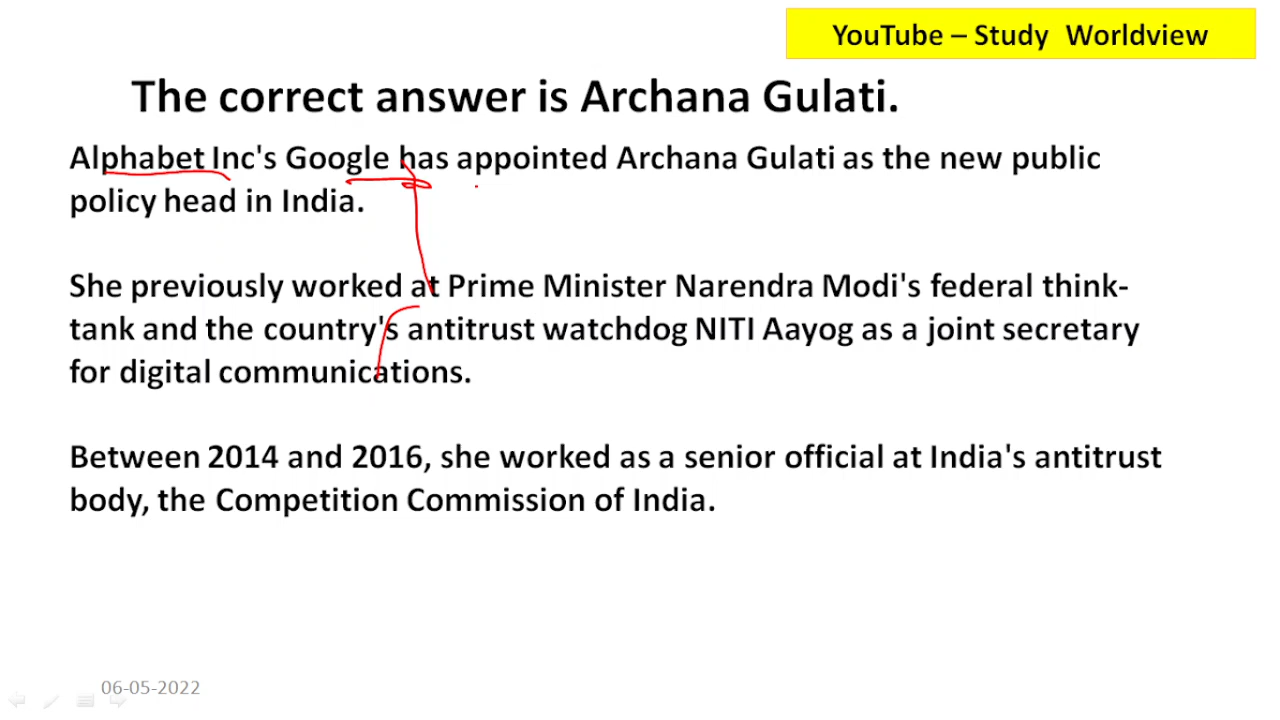 YouTube – Study Worldview
The correct answer is Archana Gulati.
Alphabet Inc's Google has appointed Archana Gulati as the new public
policy head in India.
She previously worked at Prime Minister Narendra Modi's federal think-
tank and the country's antitrust watchdog NITI Aayog as a joint secretary
for digital communications.
Between 2014 and 2016, she worked as a senior official at India's antitrust
body, the Competition Commission of India.
06-05-2022